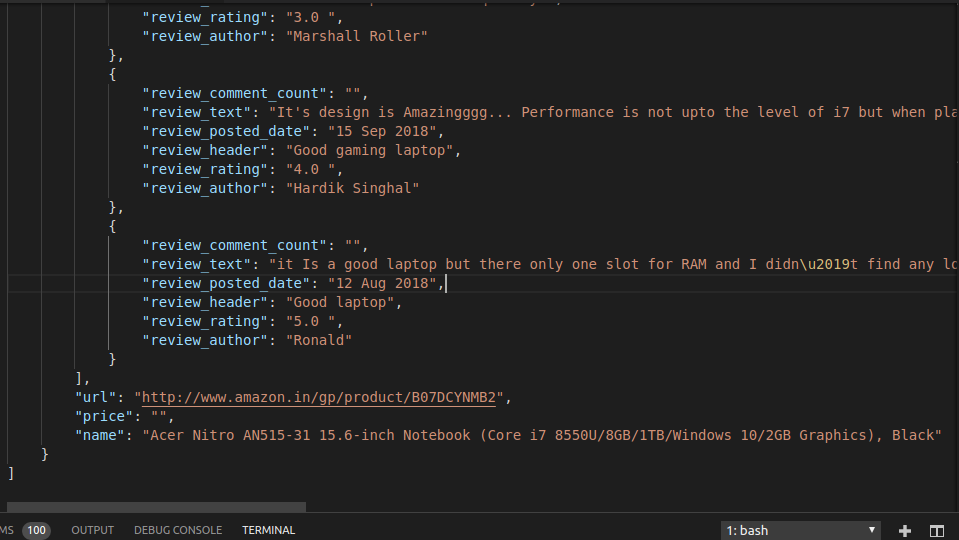 "review_rating": "3.0 ",
"review_author": "Marshall Roller"
},
{
"review_comment_count": "",
"review_text": "It's design is Amazingggg... Performance is not upto the level of i7 but when pla
"review_posted_date": "15 Sep 2018",
"review_header": "Good gaming laptop",
"review_rating": "4.0 ",
"review_author": "Hardik Singhal"
},
{
"review_comment_count": "",
"review_text": "it Is a good laptop but there only one slot for RAM and I didn\u2019t find any lo
"review_posted_date": "12 Aug 2018",
"review_header": "Good laptop",
"review_rating": "5.0 ",
"review_author": "Ronald"
}
],
"url": "http://www.amazon.in/gp/product/B07DCYNMB2",
"price": "",
"name": "Acer Nitro AN515-31 15.6-inch Notebook (Core i7 8550U/8GB/1TB/Windows 10/2GB Graphics), Black"
}
]
MS 100 OUTPUT DEBUG CONSOLE TERMINAL 1: bash